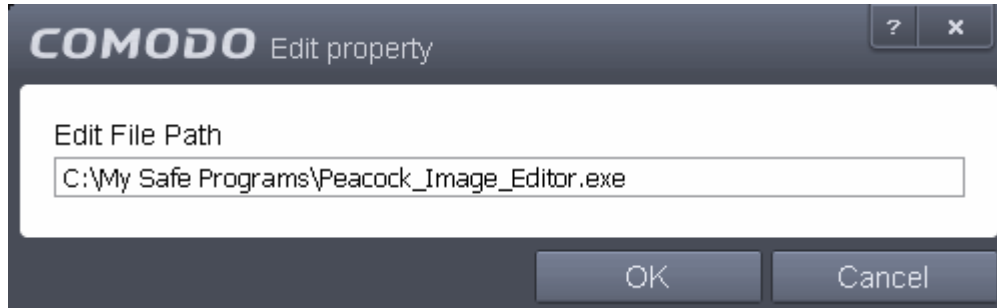 COMODO Edit property
? x
Edit File Path
C:\My Safe Programs\Peacock_Image_Editor.exe
OK Cancel